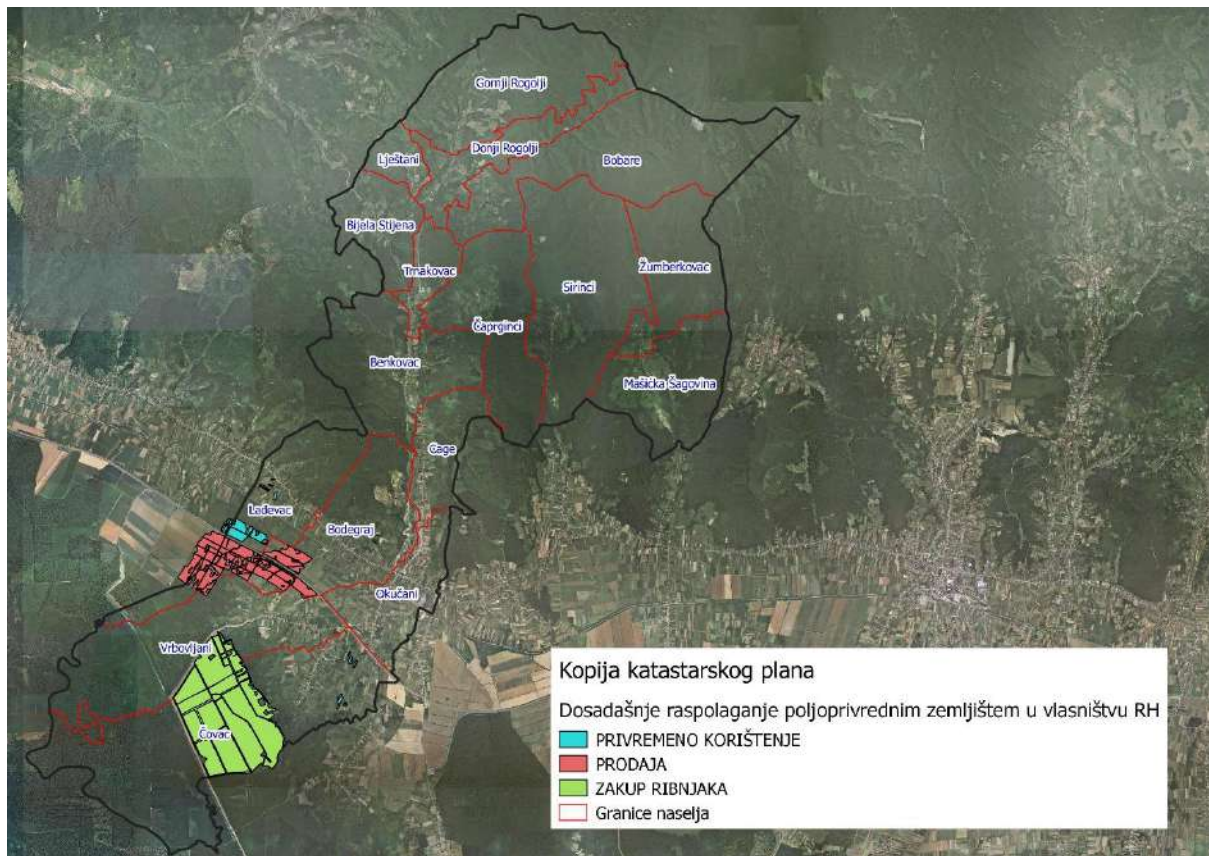 Gornji Rogolji
Donji Rogolji
Lještani
Bobare
Bijela Stijena
Trnakovac
Žumberkovac
Sirinci
Čaprginci
Benkovac
Mašićka Šagovina
Cage
Lađevac
Bodegraj
Okučani
Vrbovljani
Čovac
Kopija katastarskog plana
Dosadašnje raspolaganje poljoprivrednim zemljištem u vlasništvu RH
PRIVREMENO KORIŠTENJE
PRODAJA
ZAKUP RIBNJAKA
Granice naselja